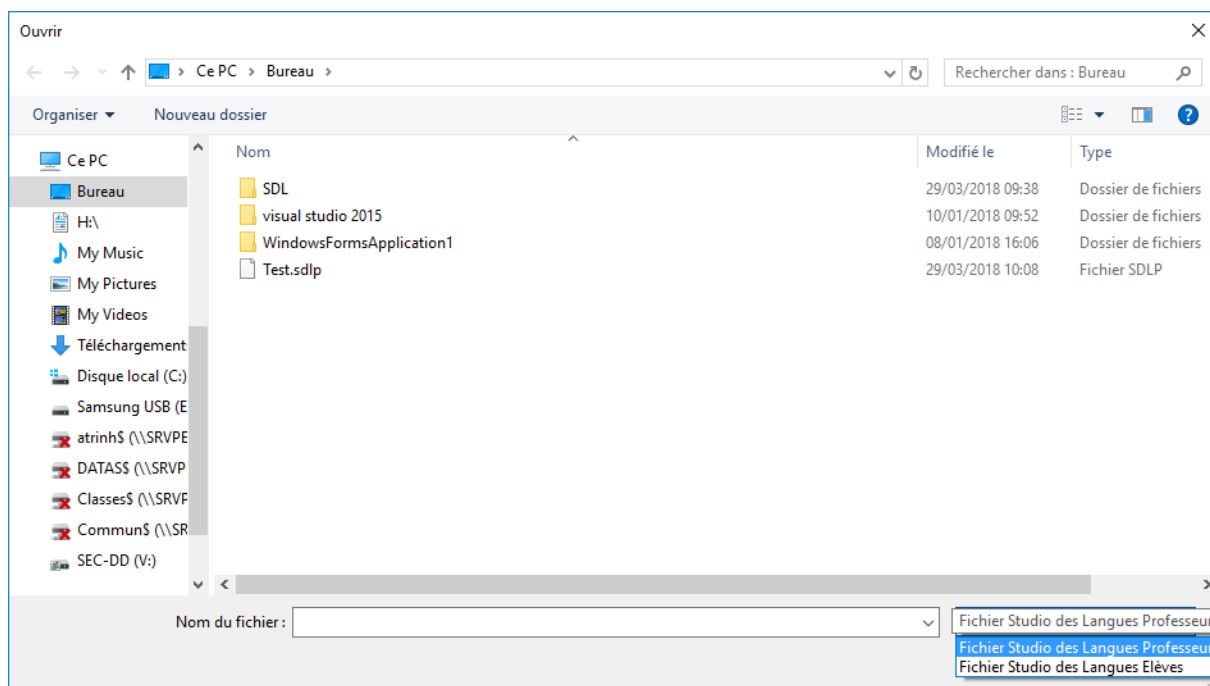 Ouvrir
Ce PC > Bureau >
Rechercher dans : Bureau
Organiser
Nouveau dossier
Nom
Modifié le
Type
Ce PC
Bureau
H:\
My Music
My Pictures
My Videos
Téléchargement
Disque local (C:)
Samsung USB (E
atrinh$ (\\SRVPE
DATAS$ (\\SRVP
Classes$ (\\SRVP
Commun$ (\\SR
SEC-DD (V:)
SDL 29/03/2018 09:38 Dossier de fichiers
visual studio 2015 10/01/2018 09:52 Dossier de fichiers
WindowsFormsApplication1 08/01/2018 16:06 Dossier de fichiers
Test.sdlp 29/03/2018 10:08 Fichier SDLP
Nom du fichier :
Fichier Studio des Langues Professeur
Fichier Studio des Langues Professeur
Fichier Studio des Langues Elèves